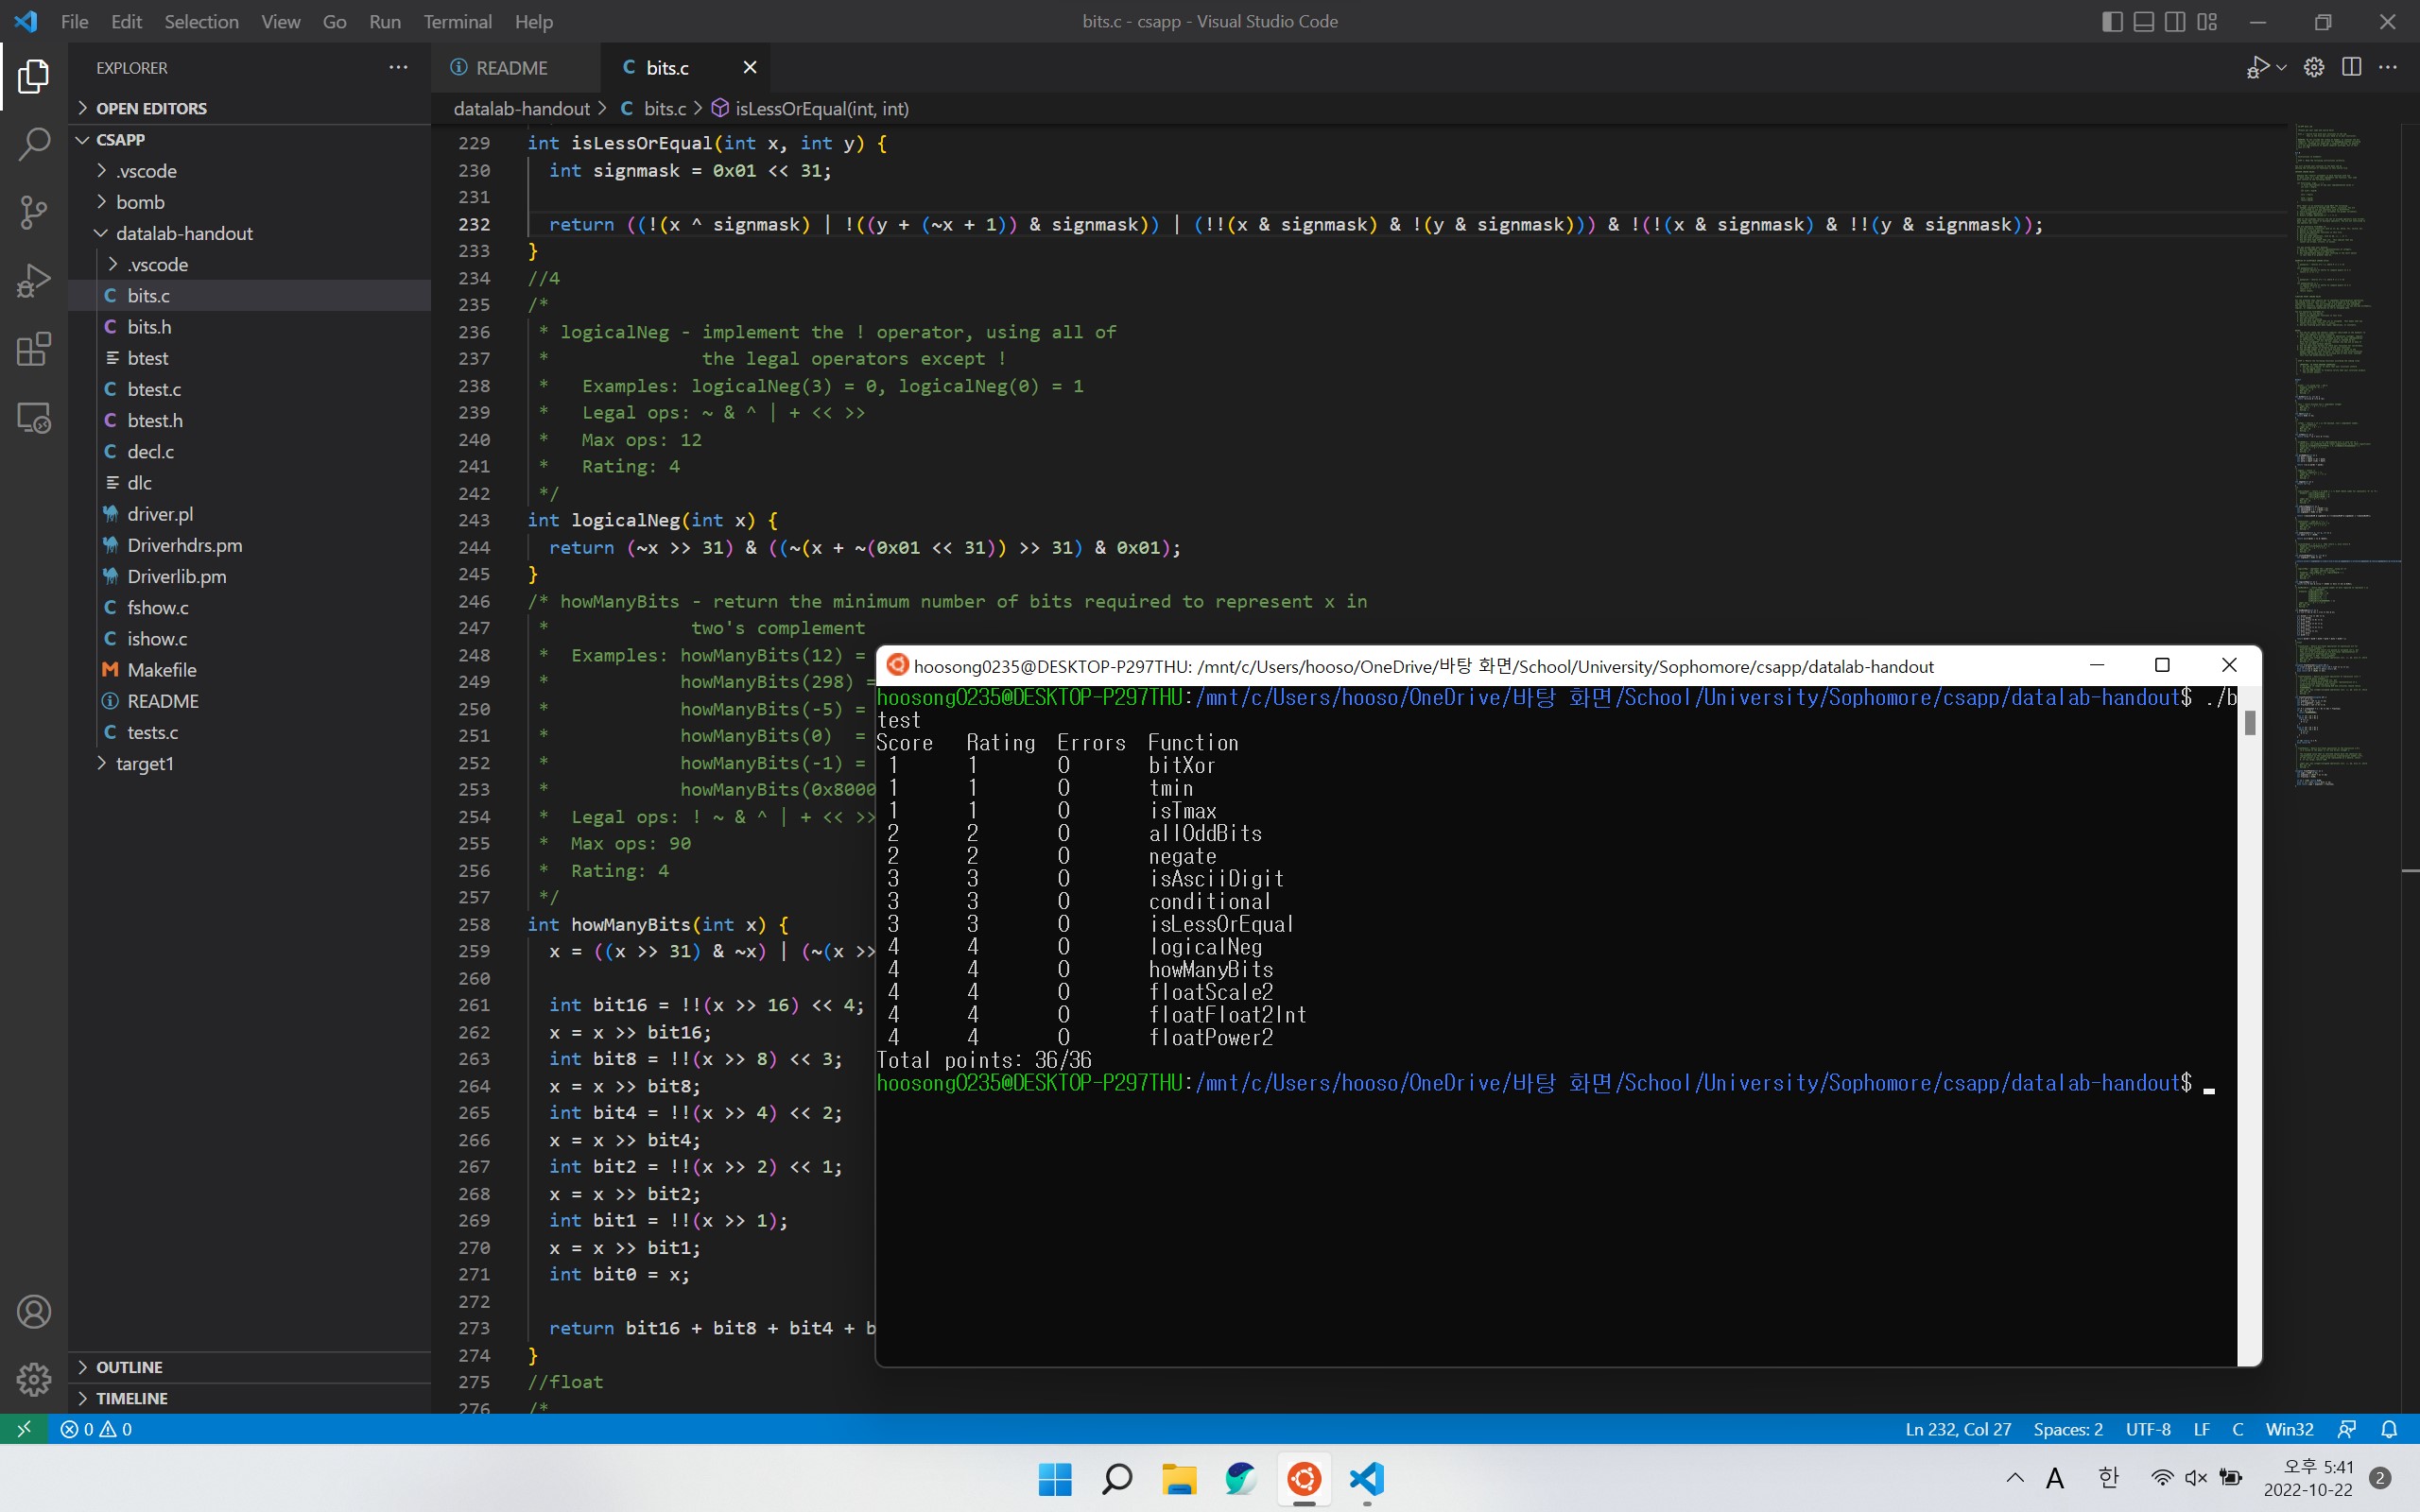 File Edit Selection View Go Run Terminal Help
bits.c - csapp - Visual Studio Code
EXPLORER
OPEN EDITORS
CSAPP
.vscode
bomb
datalab-handout
.vscode
bits.c
bits.h
btest
btest.c
btest.h
decl.c
dlc
driver.pl
Driverhdrs.pm
Driverlib.pm
fshow.c
ishow.c
Makefile
README
tests.c
target1
OUTLINE
TIMELINE
README
bits.c
datalab-handout > C bits.c > isLessOrEqual(int, int)
229 int isLessOrEqual(int x, int y) {
230 int signmask = 0x01 << 31;
231
232 return ((!(x ^ signmask) | !((y + (~x + 1)) & signmask)) | (!!(x & signmask) & !(y & signmask))) & !(!(x & signmask) & !!(y & signmask));
233 }
234 //4
235 /*
236 * logicalNeg - implement the ! operator, using all of
237 * the legal operators except !
238 * Examples: logicalNeg(3) = 0, logicalNeg(0) = 1
239 * Legal ops: ~ & ^ | + << >>
240 * Max ops: 12
241 * Rating: 4
242 */
243 int logicalNeg(int x) {
244 return (~x >> 31) & ((~(x + ~(0x01 << 31)) >> 31) & 0x01);
245 }
246 /* howManyBits - return the minimum number of bits required to represent x in
247 * two's complement
248 * Examples: howManyBits(12) =
249 * howManyBits(298) =
250 * howManyBits(-5) =
251 * howManyBits(0) =
252 * howManyBits(-1) =
253 * howManyBits(0x8000
254 * Legal ops: ! ~ & ^ | + << >>
255 * Max ops: 90
256 * Rating: 4
257 */
258 int howManyBits(int x) {
259 x = ((x >> 31) & ~x) | (~(x >>
260
261 int bit16 = !!(x >> 16) << 4;
262 x = x >> bit16;
263 int bit8 = !!(x >> 8) << 3;
264 x = x >> bit8;
265 int bit4 = !!(x >> 4) << 2;
266 x = x >> bit4;
267 int bit2 = !!(x >> 2) << 1;
268 x = x >> bit2;
269 int bit1 = !!(x >> 1);
270 x = x >> bit1;
271 int bit0 = x;
272
273 return bit16 + bit8 + bit4 + b
274 }
275 //float
276 /*
hoosong0235@DESKTOP-P297THU: /mnt/c/Users/hooso/OneDrive/바탕 화면/School/University/Sophomore/csapp/datalab-handout
hoosong0235@DESKTOP-P297THU:/mnt/c/Users/hooso/OneDrive/바탕 화면/School/University/Sophomore/csapp/datalab-handout$ ./b
test
Score Rating Errors Function
1 1 0 bitXor
1 1 0 tmin
1 1 0 isTmax
2 2 0 allOddBits
2 2 0 negate
3 3 0 isAsciiDigit
3 3 0 conditional
3 3 0 isLessOrEqual
4 4 0 logicalNeg
4 4 0 howManyBits
4 4 0 floatScale2
4 4 0 floatFloat2Int
4 4 0 floatPower2
Total points: 36/36
hoosong0235@DESKTOP-P297THU:/mnt/c/Users/hooso/OneDrive/바탕 화면/School/University/Sophomore/csapp/datalab-handout$
0 0
Ln 232, Col 27 Spaces: 2 UTF-8 LF C Win32
A 한
오후 5:41
2022-10-22
2